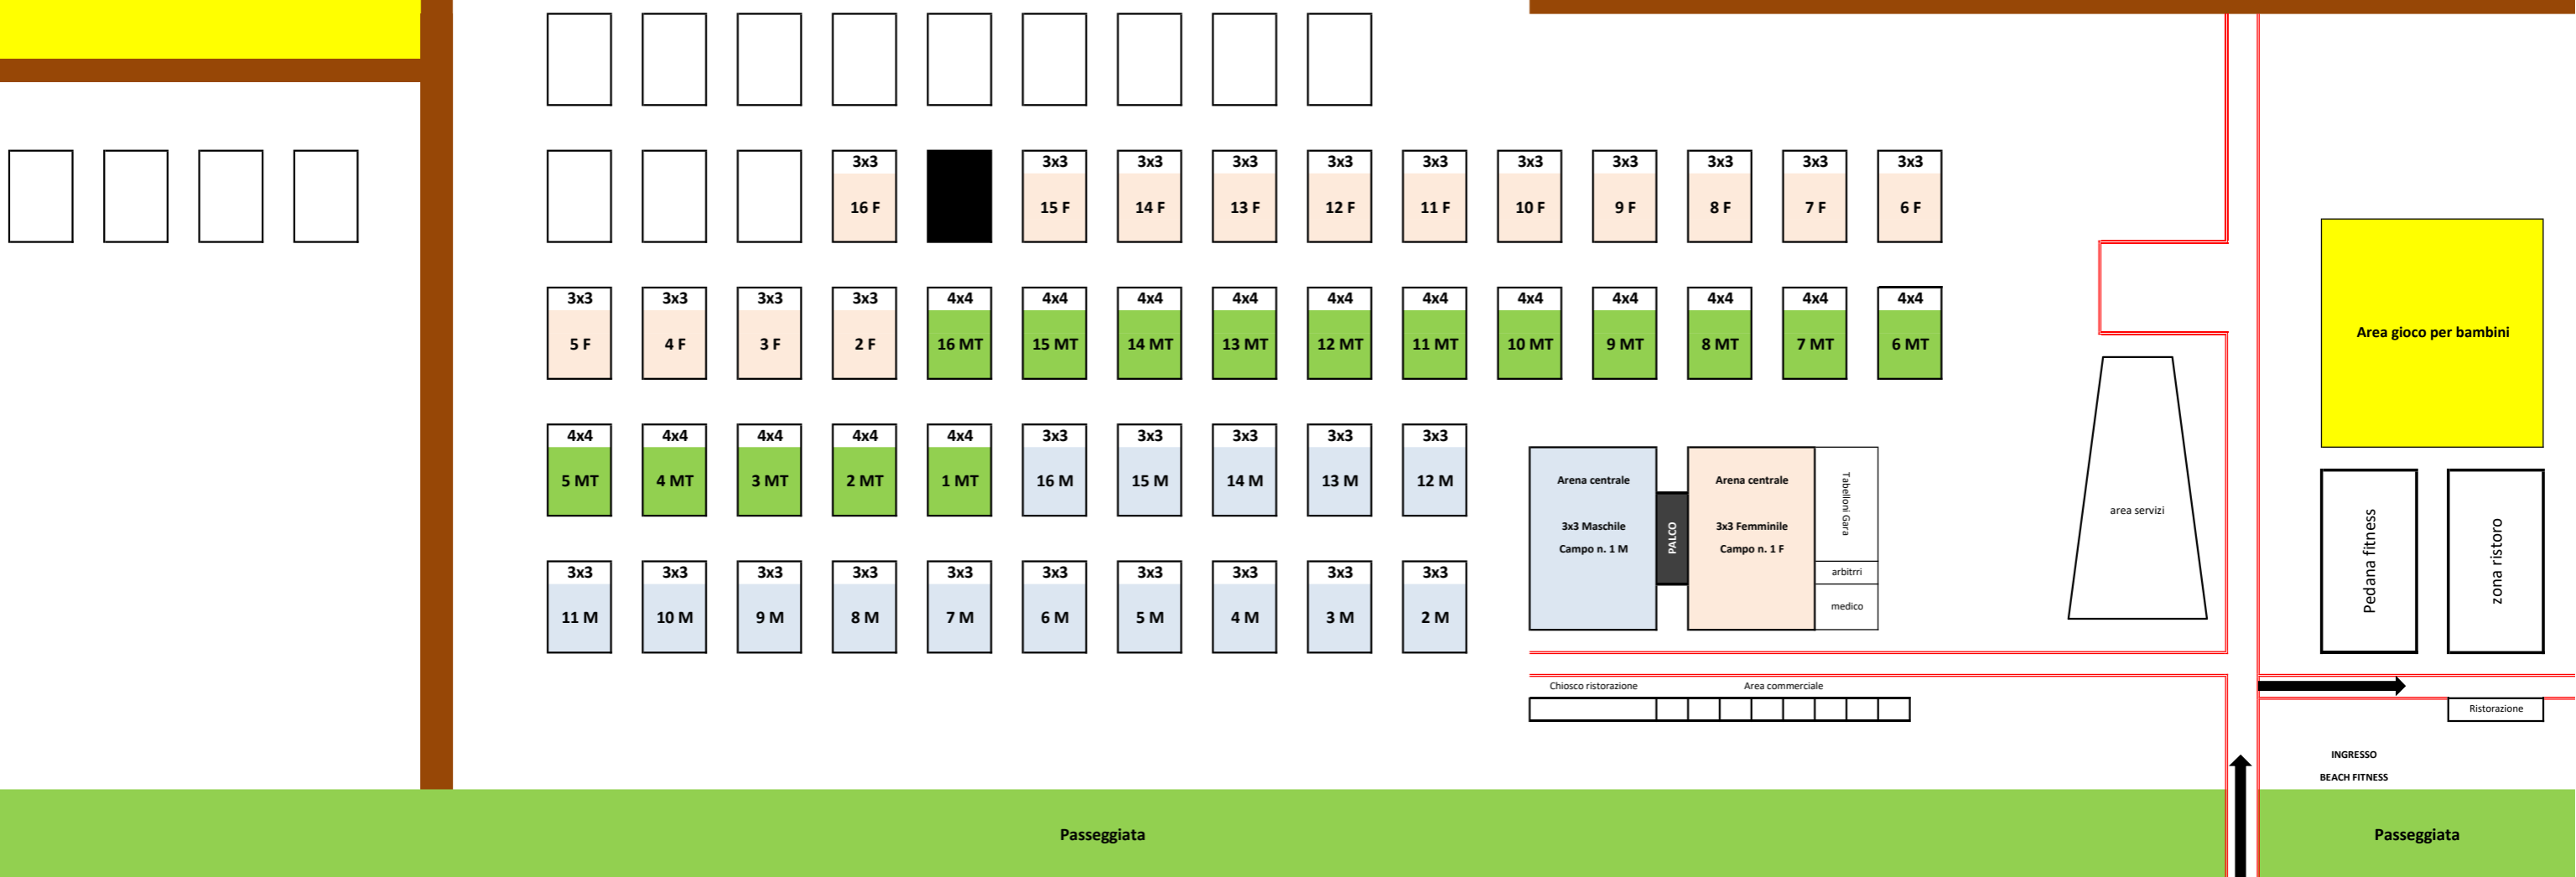 3x3 3x3 3x3 3x3 3x3 3x3 3x3 3x3 3x3 3x3 3x3
16 F 15 F 14 F 13 F 12 F 11 F 10 F 9 F 8 F 7 F 6 F
3x3 3x3 3x3 3x3 4x4 4x4 4x4 4x4 4x4 4x4 4x4 4x4 4x4 4x4 4x4
5 F 4 F 3 F 2 F 16 MT 15 MT 14 MT 13 MT 12 MT 11 MT 10 MT 9 MT 8 MT 7 MT 6 MT
Area gioco per bambini
4x4 4x4 4x4 4x4 4x4 3x3 3x3 3x3 3x3 3x3
5 MT 4 MT 3 MT 2 MT 1 MT 16 M 15 M 14 M 13 M 12 M
3x3 3x3 3x3 3x3 3x3 3x3 3x3 3x3 3x3 3x3
11 M 10 M 9 M 8 M 7 M 6 M 5 M 4 M 3 M 2 M
Arena centrale
3x3 Maschile
Campo n. 1 M
PALCO
Arena centrale
3x3 Femminile
Campo n. 1 F
Tabelloni Gara
arbitrri
medico
area servizi
Pedana fitness
zona ristoro
Chiosco ristorazione
Area commerciale
Ristorazione
INGRESSO
BEACH FITNESS
Passeggiata
Passeggiata